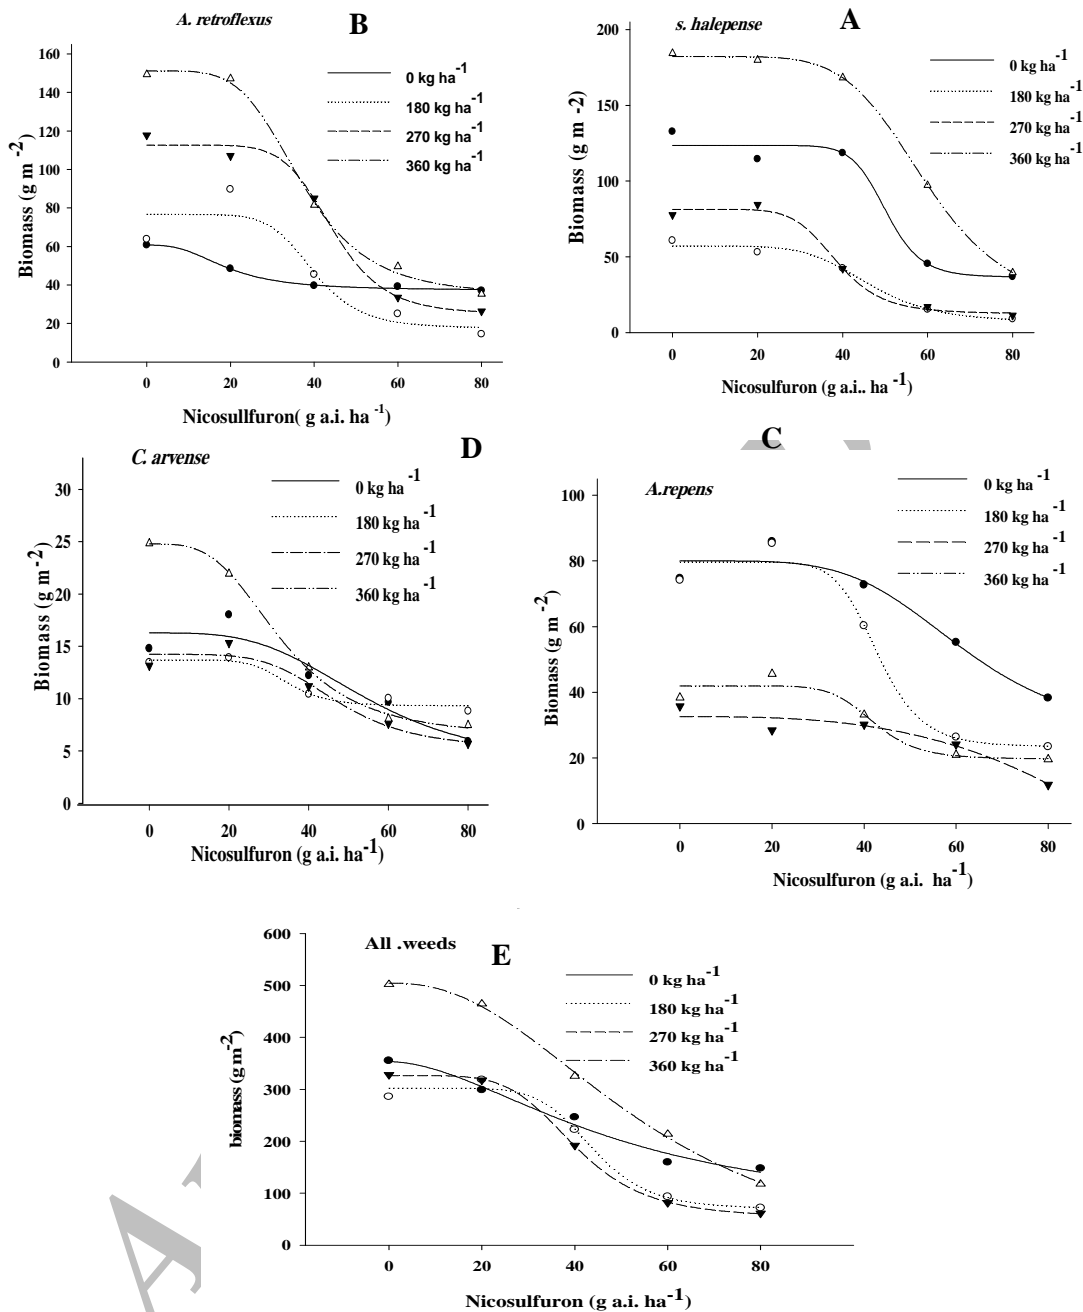 A. retroflexus
B
0 kg ha-1
180 kg ha-1
270 kg ha-1
360 kg ha-1
160
140
120
100
80
60
40
20
0
Biomass (g m-2)
0 20 40 60 80
Nicosullfuron( g a.i. ha -1)
s. halepense
A
0 kg ha-1
180 kg ha-1
270 kg ha-1
360 kg ha-1
200
150
100
50
0
Biomass (g m -2)
0 20 40 60 80
Nicosulfuron (g a.i.. ha-1)
C. arvense
D
0 kg ha-1
180 kg ha-1
270 kg ha-1
360 kg ha-1
30
25
20
15
10
5
0
Biomass (g m-2)
0 20 40 60 80
Nicosulfuron (g a.i. ha-1)
C
A.repens
0 kg ha-1
180 kg ha-1
270 kg ha-1
360 kg ha-1
100
80
60
40
20
0
Biomass (g m-2)
0 20 40 60 80
Nicosulfuron (g a.i. ha-1)
All .weeds
E
0 kg ha-1
180 kg ha-1
270 kg ha-1
360 kg ha-1
600
500
400
300
200
100
0
biomass (g m-2)
0 20 40 60 80
Nicosulfuron (g a.i. ha-1)